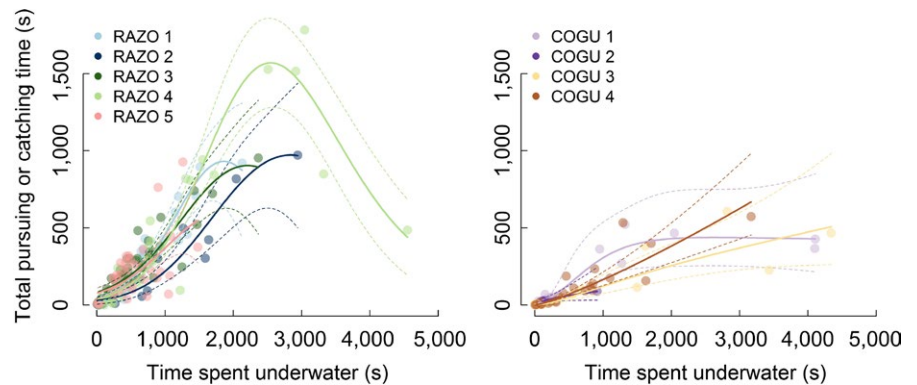 Total pursuing or catching time (s)
RAZO 1
RAZO 2
RAZO 3
RAZO 4
RAZO 5
1,500
1,000
500
0
0 1,000 2,000 3,000 4,000 5,000
Time spent underwater (s)
COGU 1
COGU 2
COGU 3
COGU 4
1,500
1,000
500
0
0 1,000 2,000 3,000 4,000 5,000
Time spent underwater (s)